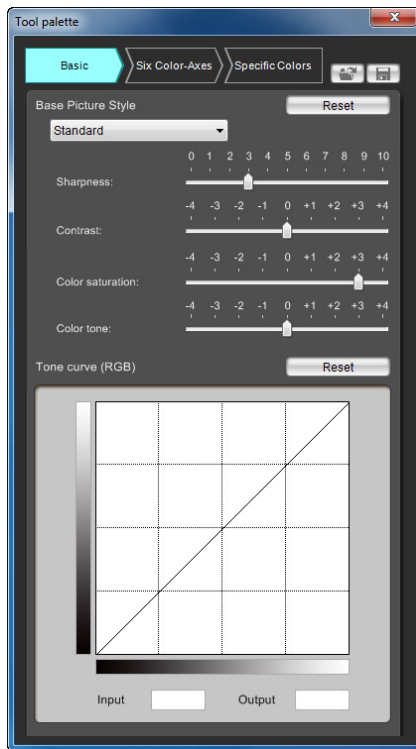 Tool palette
Basic Six Color-Axes Specific Colors
Base Picture Style Reset
Standard
0 1 2 3 4 5 6 7 8 9 10
Sharpness:
-4 -3 -2 -1 0 +1 +2 +3 +4
Contrast:
-4 -3 -2 -1 0 +1 +2 +3 +4
Color saturation:
-4 -3 -2 -1 0 +1 +2 +3 +4
Color tone:
Tone curve (RGB) Reset
Input Output